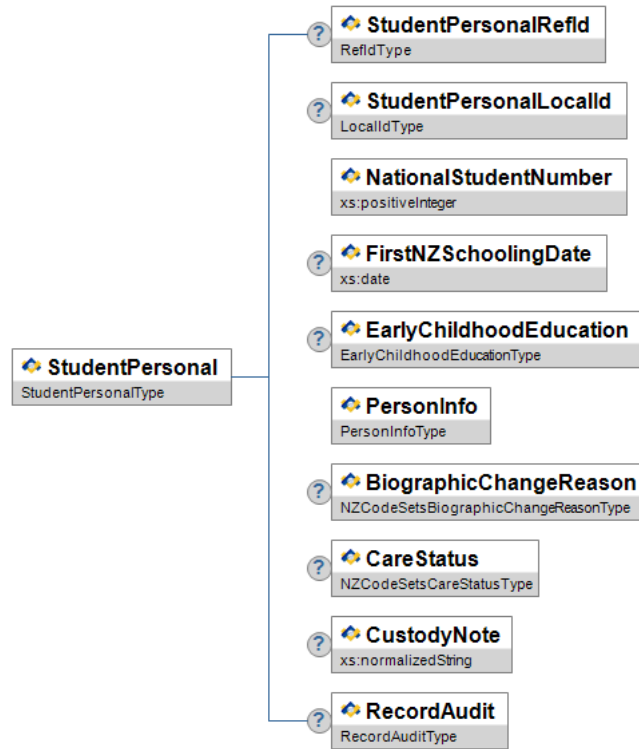 ?
StudentPersonalRefId
RefIdType
?
StudentPersonalLocalId
LocalIdType
NationalStudentNumber
xs:positiveInteger
?
FirstNZSchoolingDate
xs:date
?
EarlyChildhoodEducation
EarlyChildhoodEducationType
StudentPersonal
StudentPersonalType
PersonInfo
PersonInfoType
?
BiographicChangeReason
NZCodeSetsBiographicChangeReasonType
?
CareStatus
NZCodeSetsCareStatusType
?
CustodyNote
xs:normalizedString
?
RecordAudit
RecordAuditType